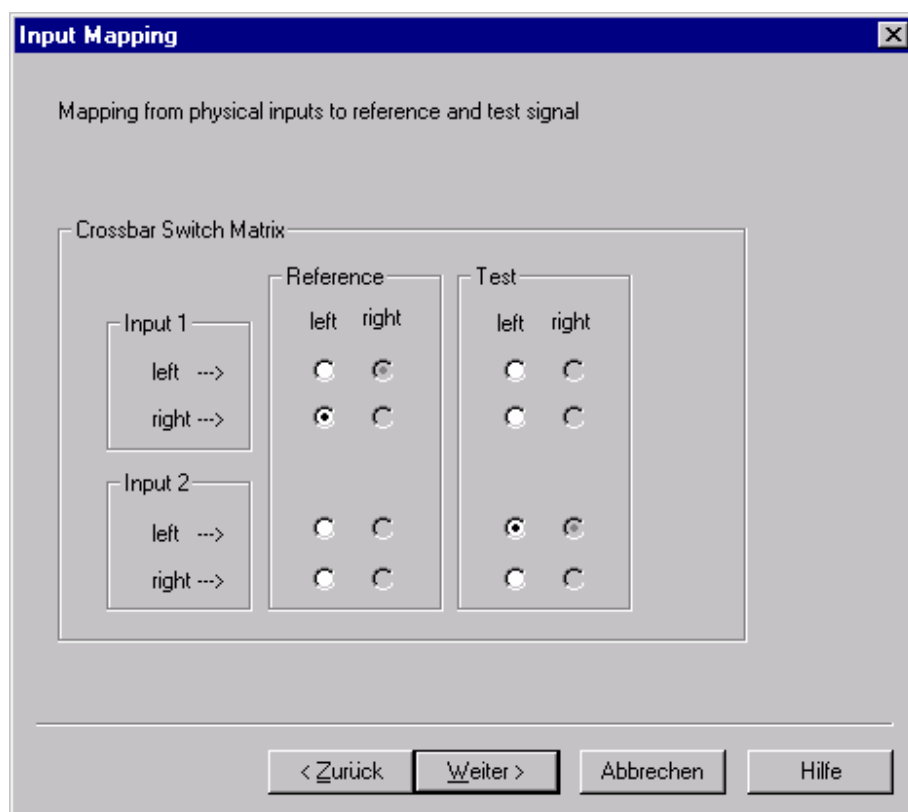 Input Mapping
Mapping from physical inputs to reference and test signal
Crossbar Switch Matrix
Reference
Test
Input 1
left right
left right
left --->
right --->
Input 2
left --->
right --->
< Zurück
Weiter >
Abbrechen
Hilfe